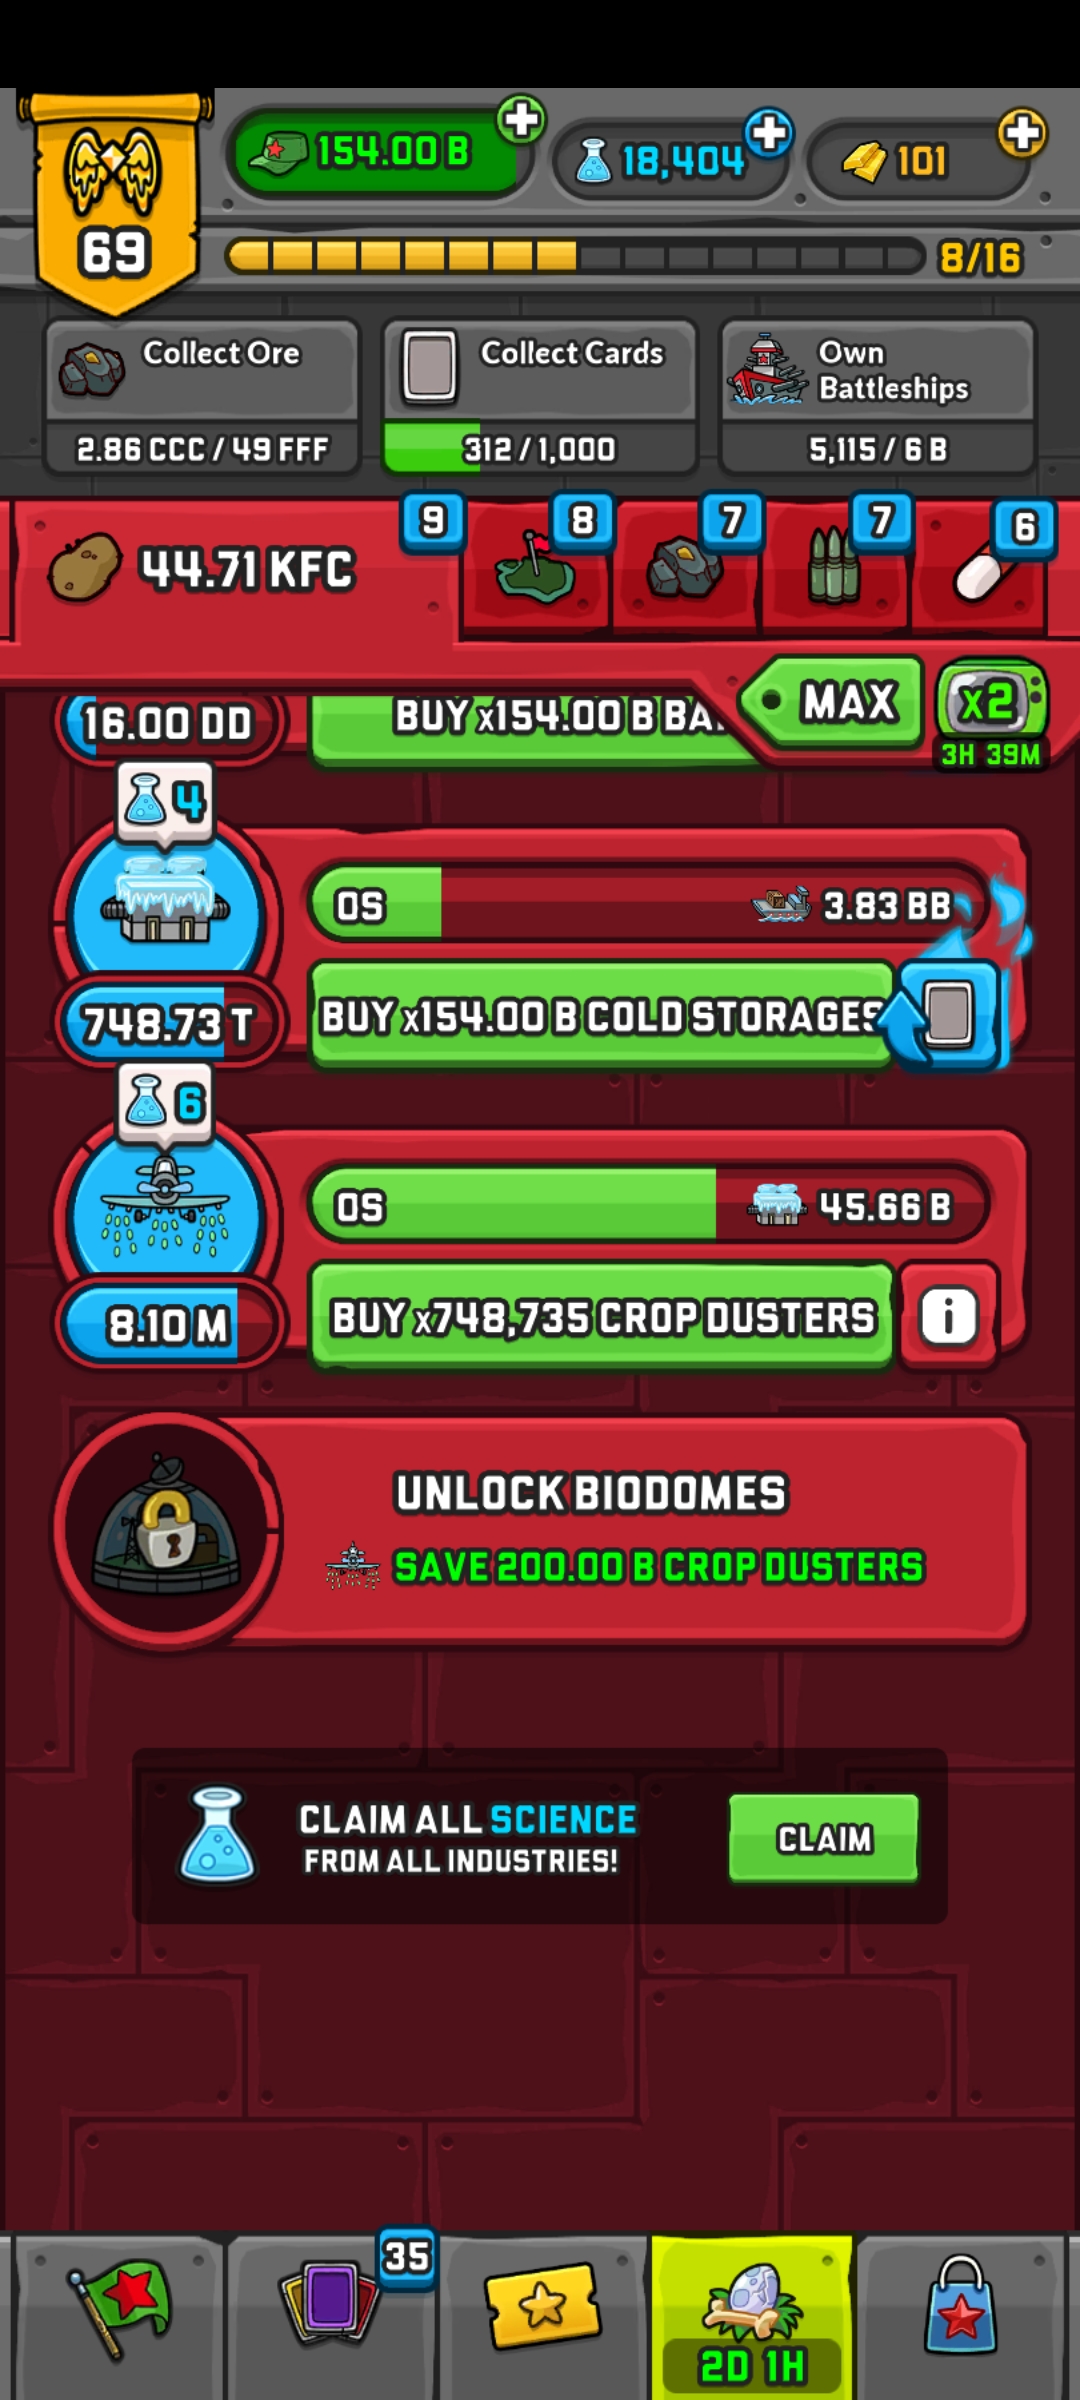 154.00 B
18,404
101
69
8/16
Collect Ore
2.86 CCC / 49 FFF
Collect Cards
312 / 1,000
Own
Battleships
5,115 / 6 B
44.71 KFC
9
8
7
7
6
MAX
x2
3H 39M
16.00 DD
BUY x154.00 B BA
4
0S
3.83 BB
748.73 T
BUY x154.00 B COLD STORAGES
6
0S
45.66 B
8.10 M
BUY x748,735 CROP DUSTERS
i
UNLOCK BIODOMES
SAVE 200.00 B CROP DUSTERS
CLAIM ALL SCIENCE
FROM ALL INDUSTRIES!
CLAIM
35
2D 1H